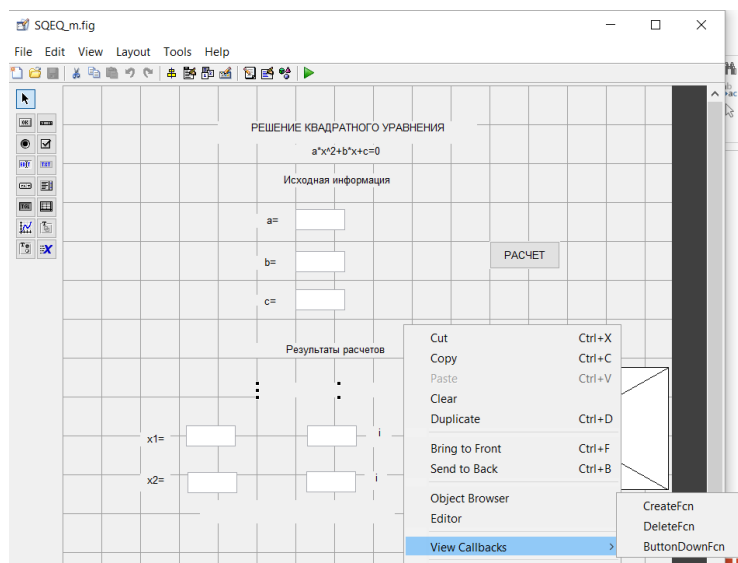 SQEQ_m.fig
File Edit View Layout Tools Help
РЕШЕНИЕ КВАДРАТНОГО УРАВНЕНИЯ
a*x^2+b*x+c=0
Исходная информация
a=
b=
РАСЧЕТ
c=
Результаты расчетов
x1=
i
x2=
i
Cut Ctrl+X
Copy Ctrl+C
Paste Ctrl+V
Clear
Duplicate Ctrl+D
Bring to Front Ctrl+F
Send to Back Ctrl+B
Object Browser
Editor
View Callbacks >
CreateFcn
DeleteFcn
ButtonDownFcn